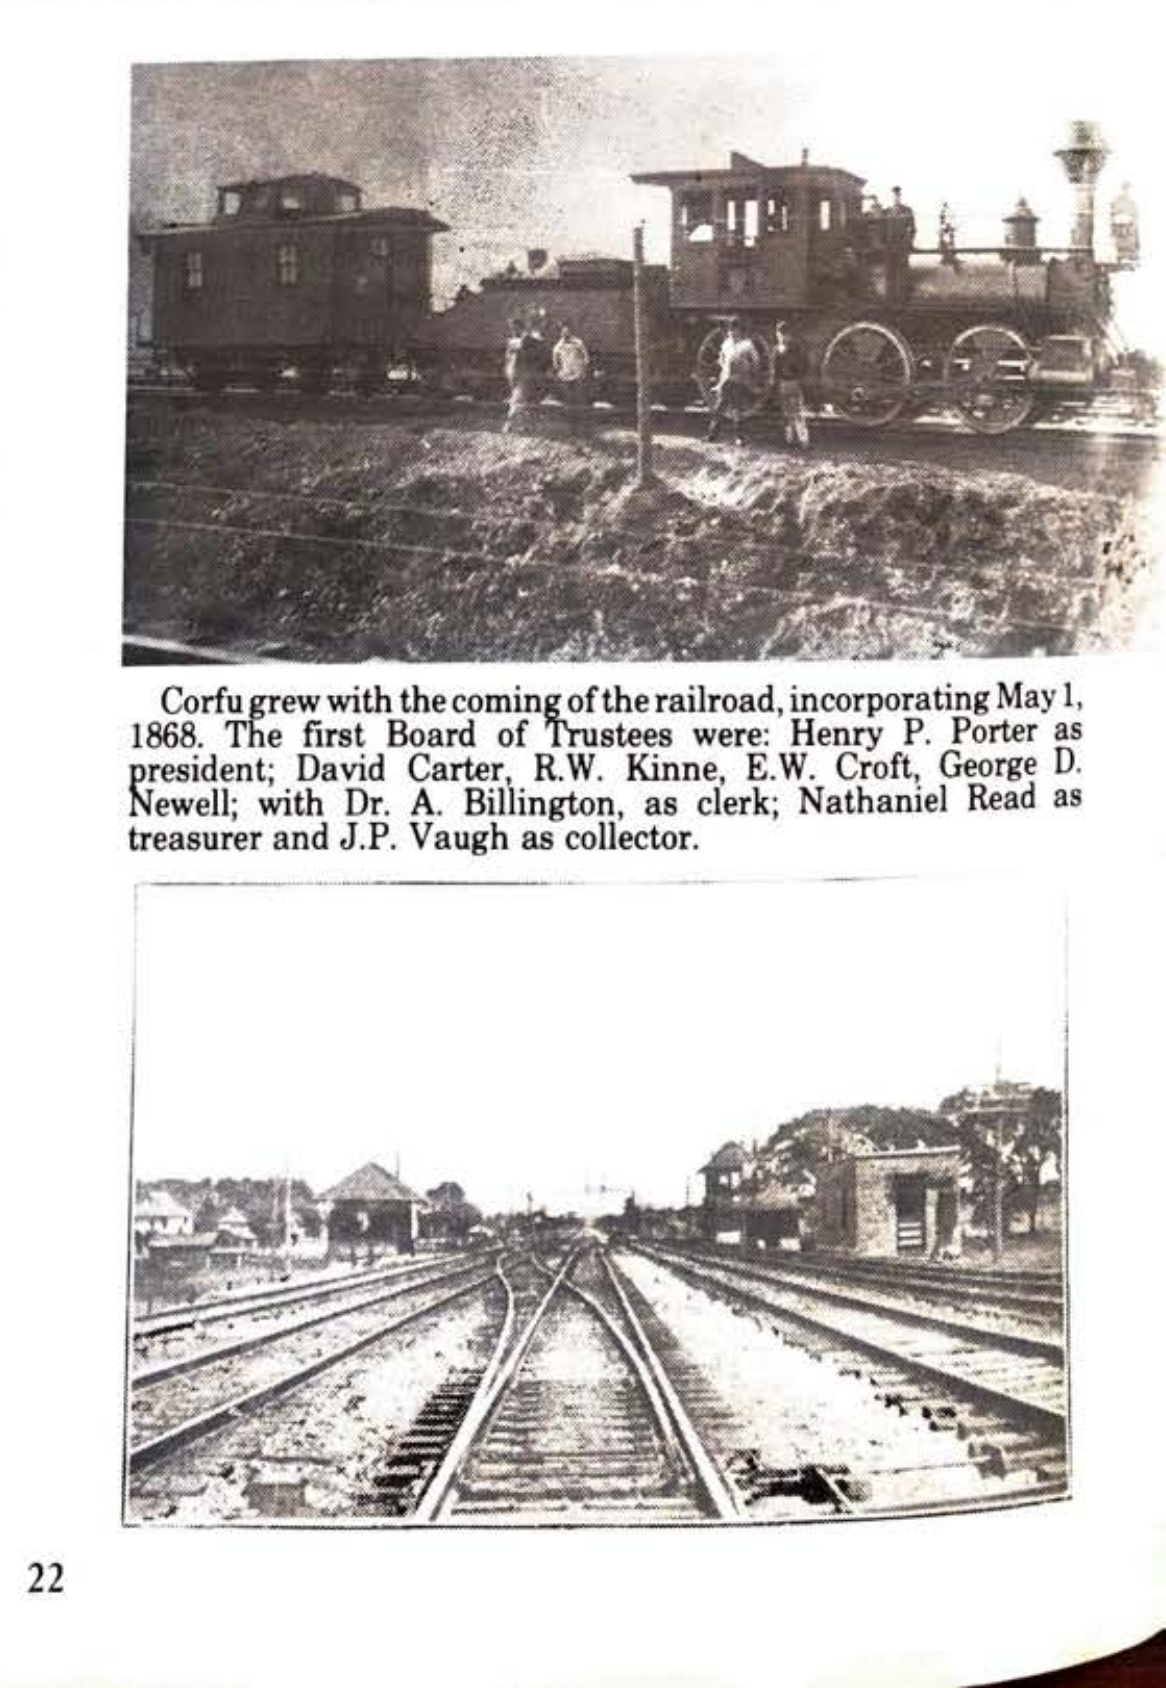 Corfu grew with the coming of the railroad, incorporating May 1,
1868. The first Board of Trustees were: Henry P. Porter as
president; David Carter, R.W. Kinne, E.W. Croft, George D.
Newell; with Dr. A. Billington, as clerk; Nathaniel Read as
treasurer and J.P. Vaugh as collector.
22